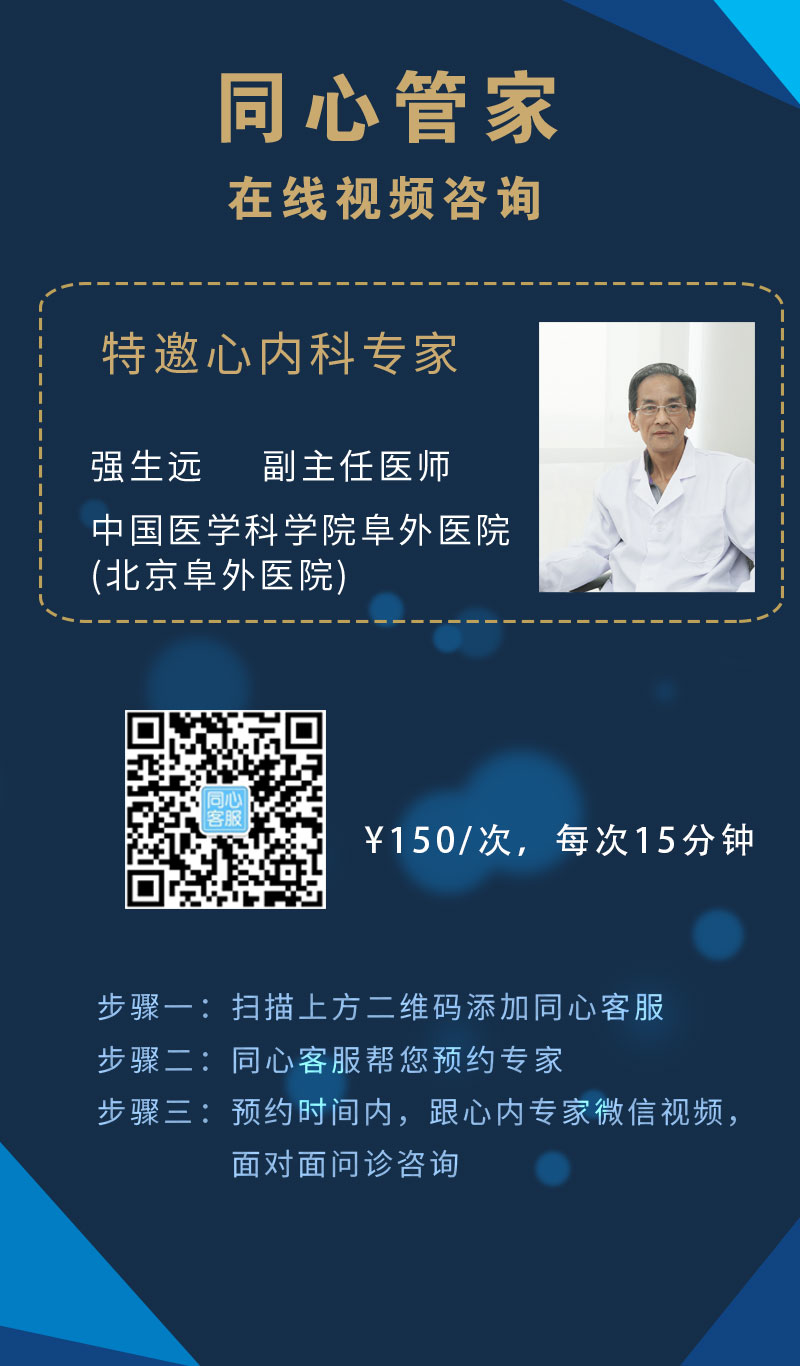 同心管家
在线视频咨询
特邀心内科专家
强生远 副主任医师
中国医学科学院阜外医院
(北京阜外医院)
同心
客服
¥150/次，每次15分钟
步骤一：扫描上方二维码添加同心客服
步骤二：同心客服帮您预约专家
步骤三：预约时间内，跟心内专家微信视频，
面对面问诊咨询